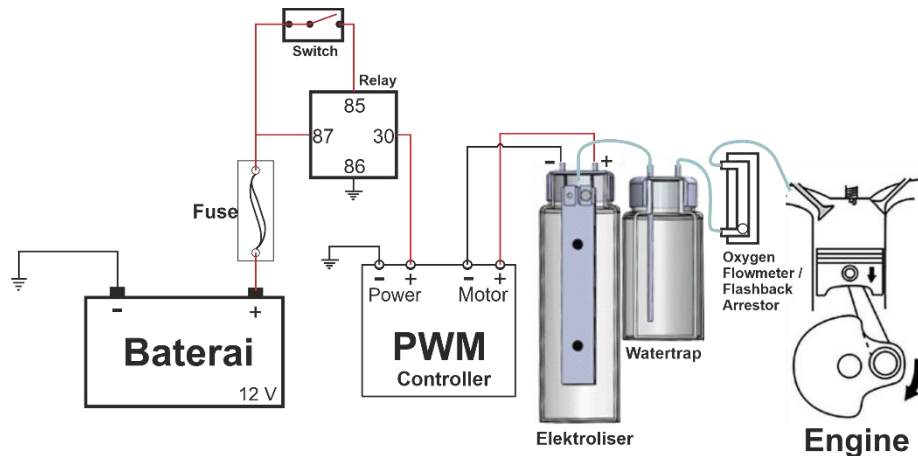 Switch
Relay
85
87
30
86
Fuse
-
+
Baterai
12 V
-
+
-
+
Power
Motor
PWM
Controller
-
+
Elektroliser
Watertrap
Oxygen
Flowmeter /
Flashback
Arrestor
Engine